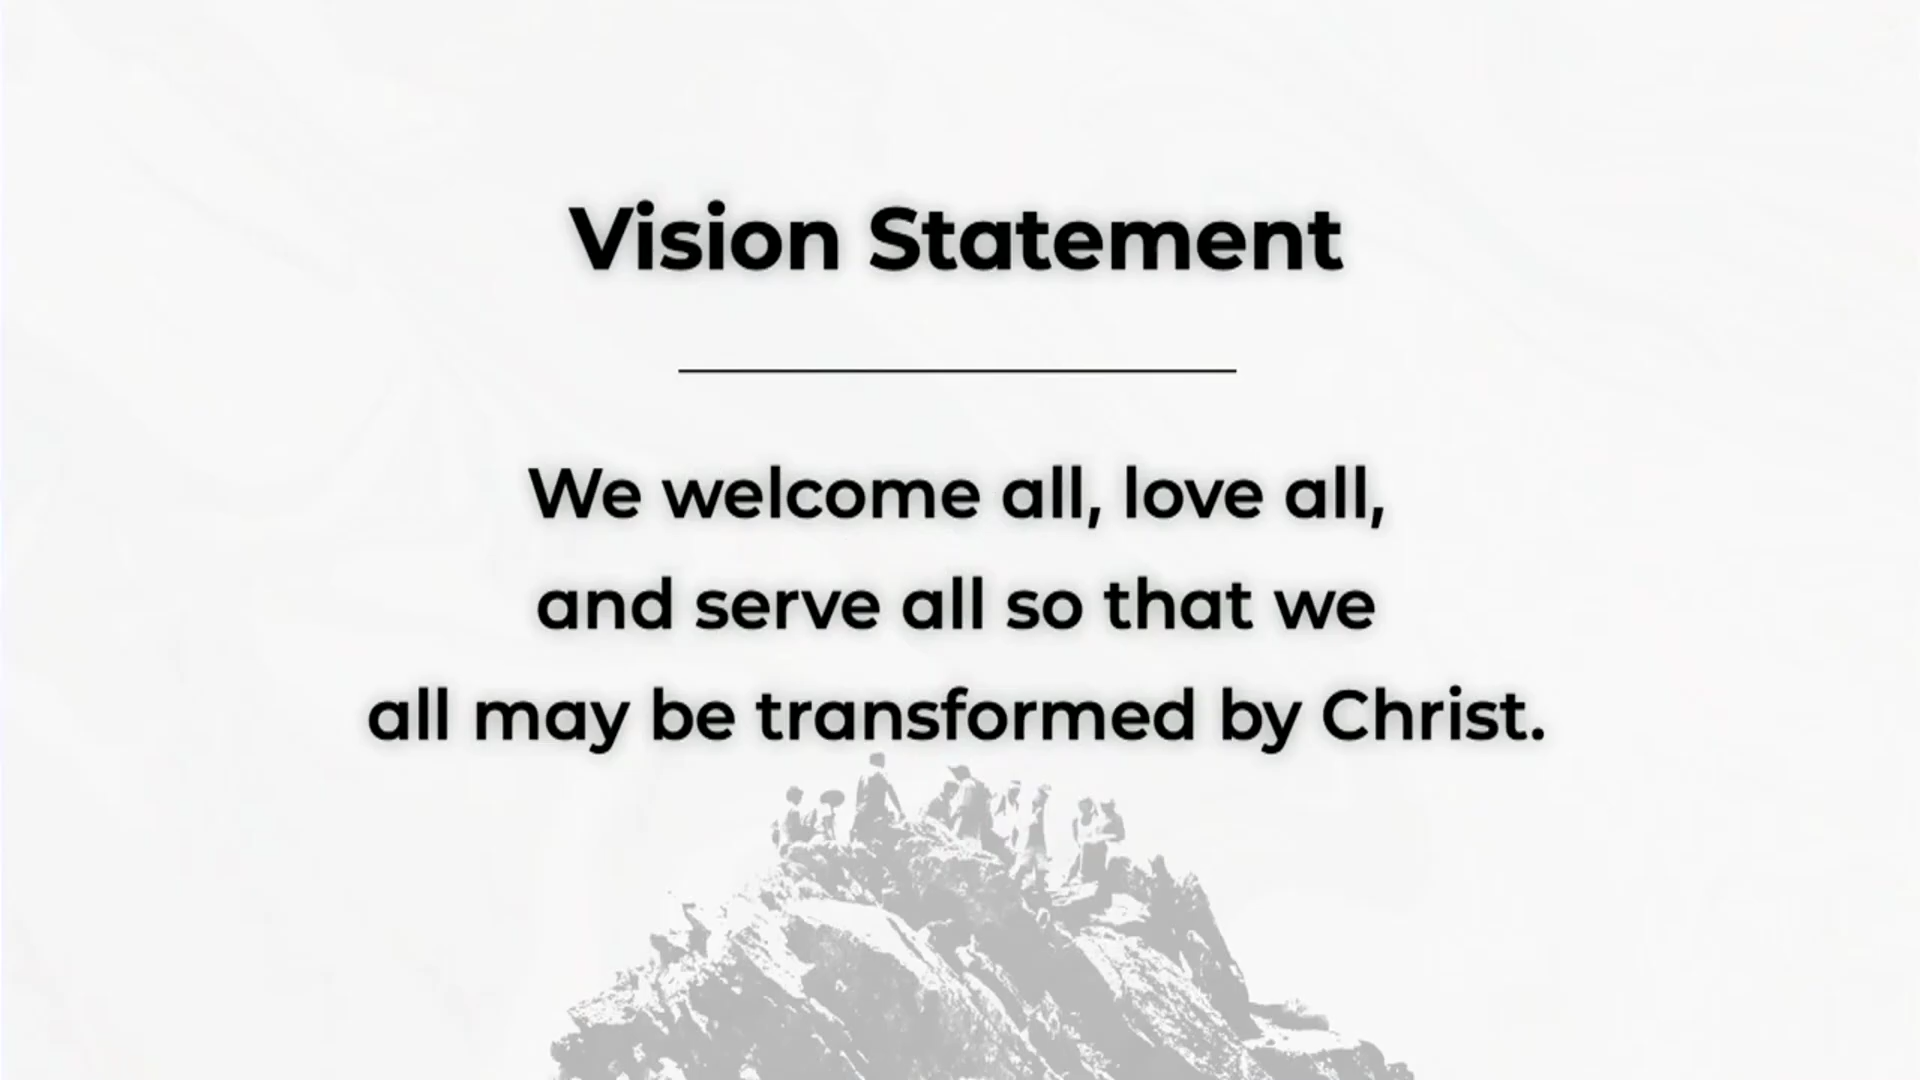 Vision Statement
We welcome all, love all,
and serve all so that we
all may be transformed by Christ.